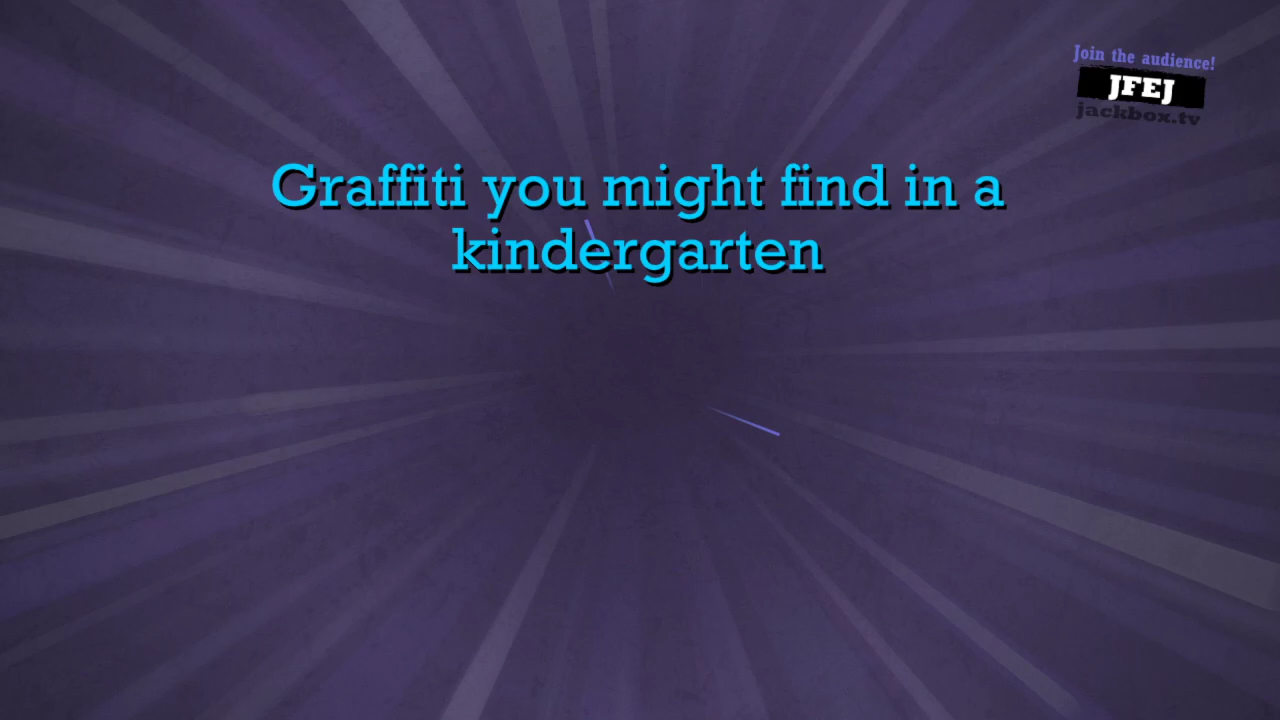 Join the audience!
JFEJ
jackbox.tv
Graffiti you might find in a
kindergarten